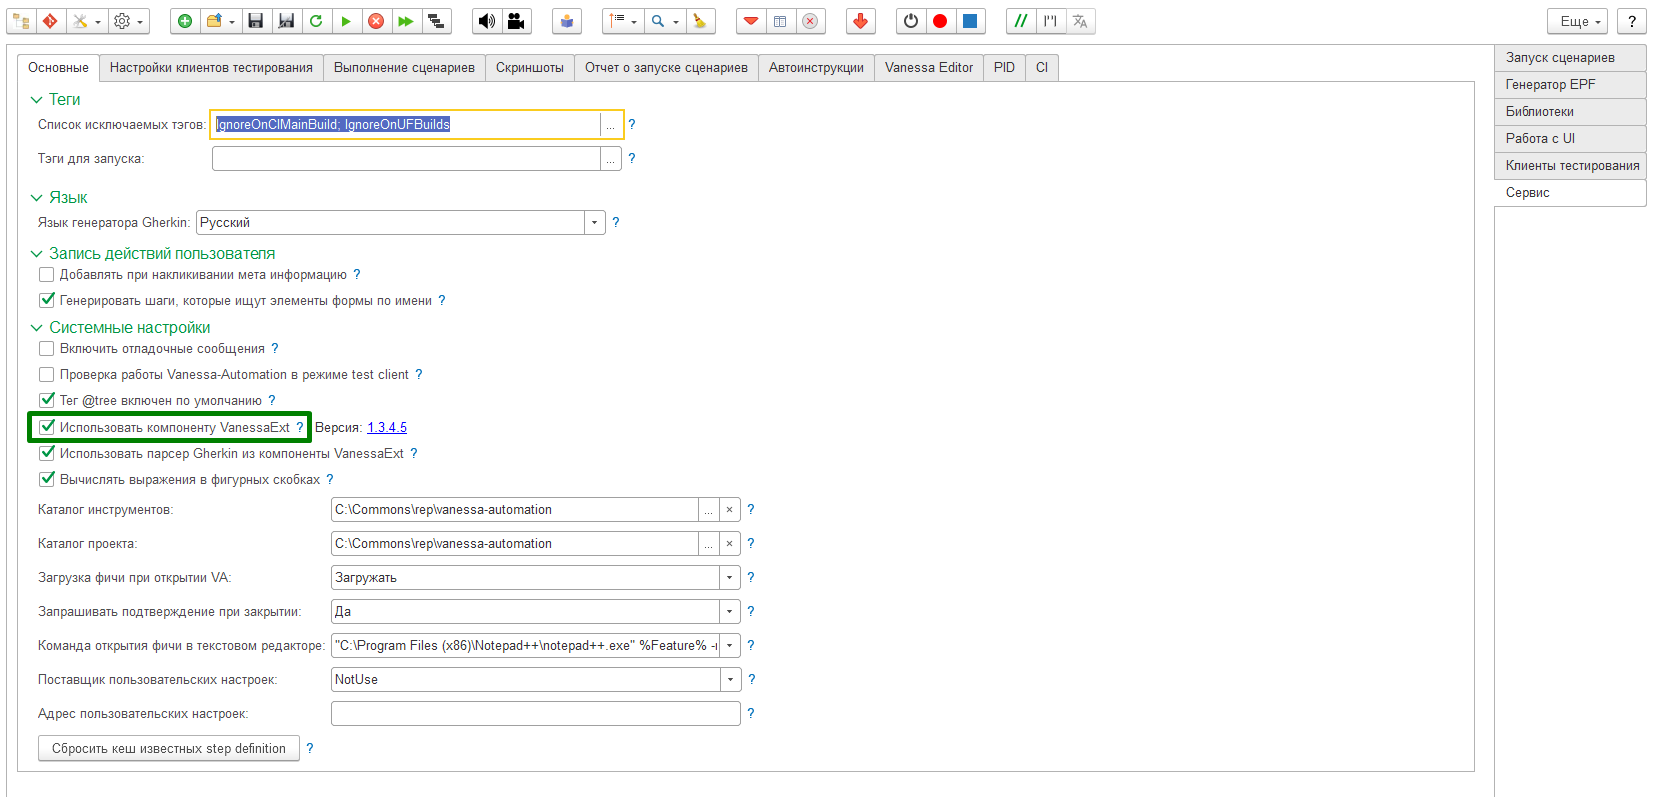 Еще
?
Основные
Настройки клиентов тестирования
Выполнение сценариев
Скриншоты
Отчет о запуске сценариев
Автоинструкции
Vanessa Editor
PID
CI
Запуск сценариев
Генератор EPF
Библиотеки
Работа с UI
Клиенты тестирования
Сервис
Теги
Список исключаемых тэгов: IgnoreOnCIMainBuild; IgnoreOnUFBuilds ... ?
Тэги для запуска: ... ?
Язык
Язык генератора Gherkin: Русский ?
Запись действий пользователя
Добавлять при накликивании мета информацию ?
Генерировать шаги, которые ищут элементы формы по имени ?
Системные настройки
Включить отладочные сообщения ?
Проверка работы Vanessa-Automation в режиме test client ?
Тег @tree включен по умолчанию ?
Использовать компоненту VanessaExt ? Версия: 1.3.4.5
Использовать парсер Gherkin из компоненты VanessaExt ?
Вычислять выражения в фигурных скобках ?
Каталог инструментов: C:\Commons\rep\vanessa-automation ... × ?
Каталог проекта: C:\Commons\rep\vanessa-automation ... × ?
Загрузка фичи при открытии VA: Загружать ?
Запрашивать подтверждение при закрытии: Да ?
Команда открытия фичи в текстовом редакторе: "C:\Program Files (x86)\Notepad++\notepad++.exe" %Feature% ?
Поставщик пользовательских настроек: NotUse ?
Адрес пользовательских настроек: ?
Сбросить кеш известных step definition ?